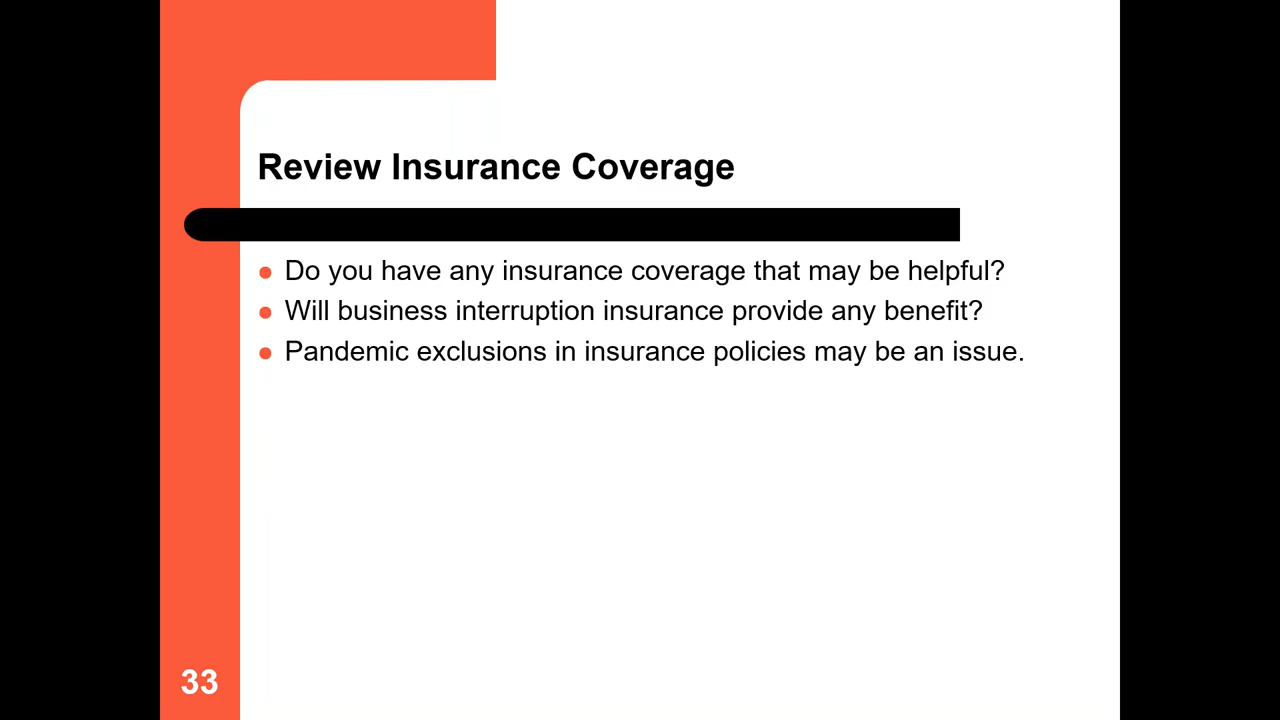 Review Insurance Coverage
Do you have any insurance coverage that may be helpful?
Will business interruption insurance provide any benefit?
Pandemic exclusions in insurance policies may be an issue.
33